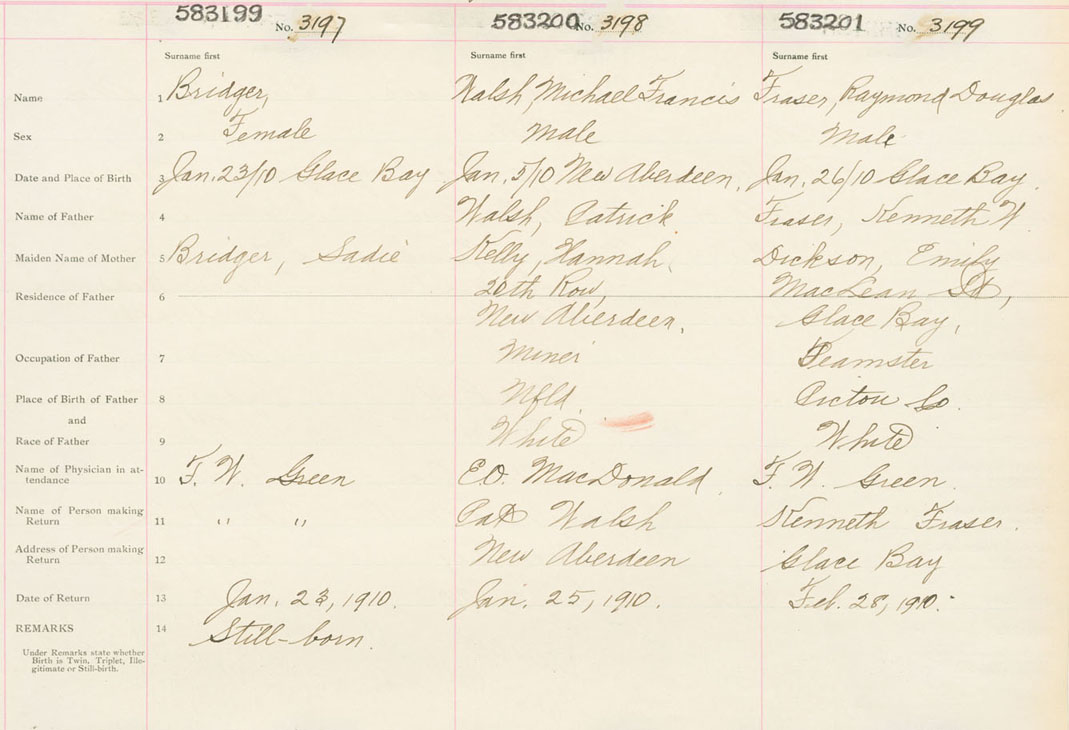 583199 No. 3197 583200 No. 3198 583201 No. 3199
Surname first Surname first Surname first
Name 1 Bridger, Walsh, Michael Francis Fraser, Raymond Douglas
Sex 2 Female Male Male
Date and Place of Birth 3 Jan. 23/10 Glace Bay Jan. 5/10 New Aberdeen, Jan. 26/10 Glace Bay.
Name of Father 4 Walsh, Patrick Fraser, Kenneth W.
Maiden Name of Mother 5 Bridger, Sadie Kelly, Hannah, Dickson, Emily
Residence of Father 6 20th Row, MacLean St,
New Aberdeen, Glace Bay,
Occupation of Father 7 Miner Teamster
Place of Birth of Father 8 Nfld. Pictou Co.
and
Race of Father 9 White White
Name of Physician in at-
tendance 10 F. W. Green E.O. MacDonald. F. W. Green.
Name of Person making
Return 11 " " Pat Walsh Kenneth Fraser.
Address of Person making
Return 12 New Aberdeen Glace Bay
Date of Return 13 Jan. 23, 1910. Jan. 25, 1910. Feb. 28, 1910.
REMARKS 14 Still-born.
Under Remarks state whether
Birth is Twin, Triplet, Ille-
gitimate or Still-birth.